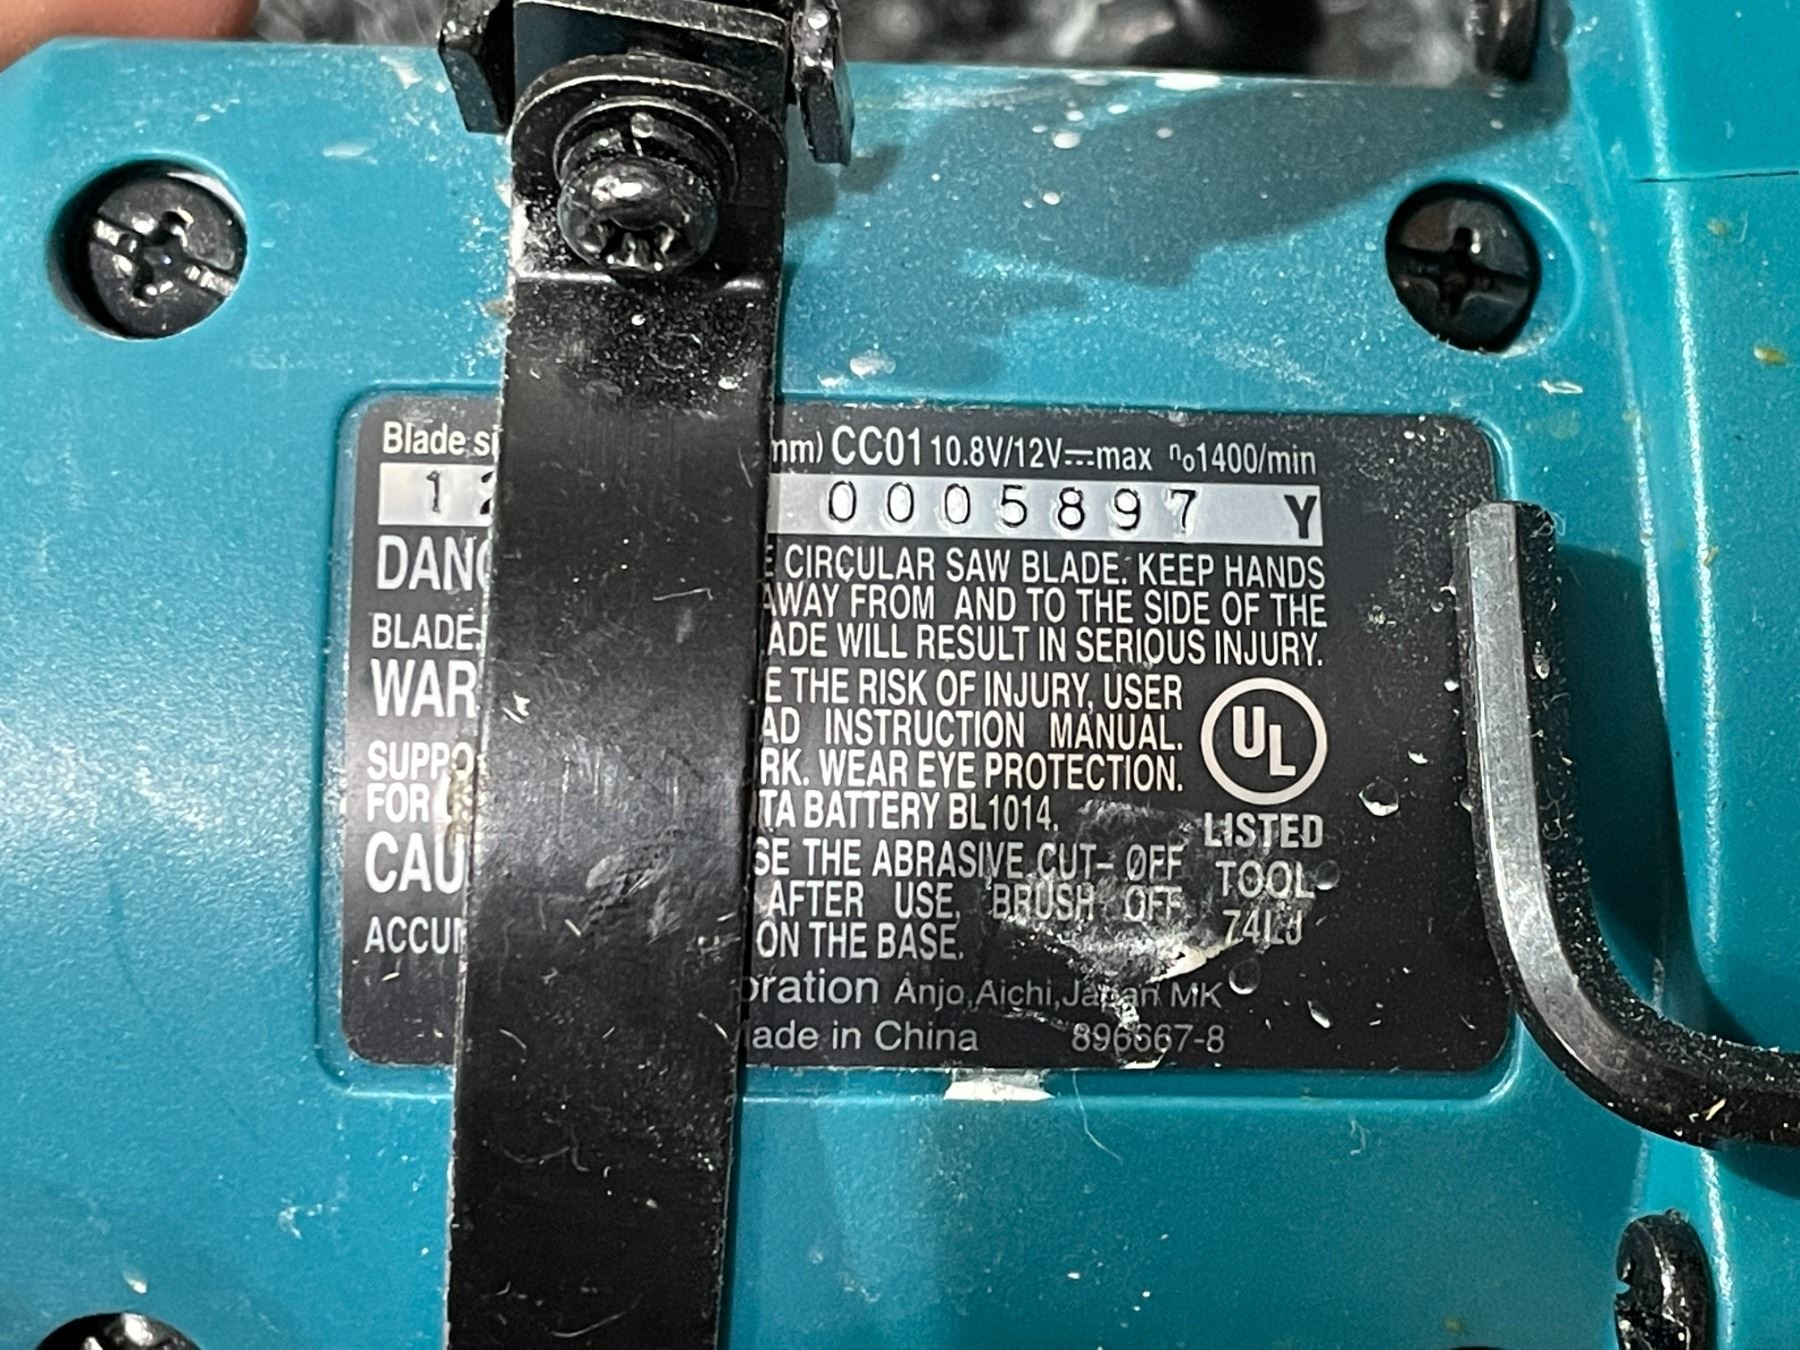 Blade si mm) CC01 10.8V/12V⎓max n₀1400/min
12 0005897 Y
DANG E CIRCULAR SAW BLADE. KEEP HANDS
AWAY FROM AND TO THE SIDE OF THE
BLADE. ADE WILL RESULT IN SERIOUS INJURY.
WAR E THE RISK OF INJURY, USER
AD INSTRUCTION MANUAL.
SUPPO RK. WEAR EYE PROTECTION.
FOR TA BATTERY BL1014.
CAU SE THE ABRASIVE CUT-OFF
AFTER USE. BRUSH OFF
ACCUM ON THE BASE.
UL
LISTED
TOOL
74LJ
oration Anjo,Aichi,Japan MK
ade in China 896667-8